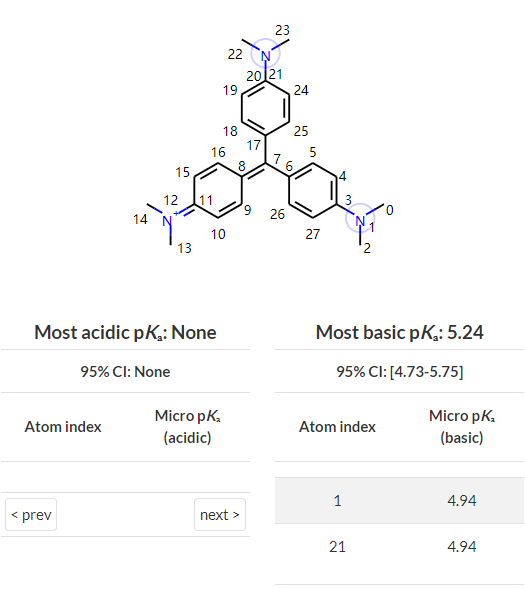 23
22
N
20 21
19
24
18
25
17
16
7
5
15
8
6
4
12
11
3
0
14
N+
9
26
N
1
10
27
13
2
Most acidic pKₐ: None
Most basic pKₐ: 5.24
95% CI: None
95% CI: [4.73-5.75]
Atom index
Micro pKₐ
(acidic)
Atom index
Micro pKₐ
(basic)
1
4.94
< prev
next >
21
4.94